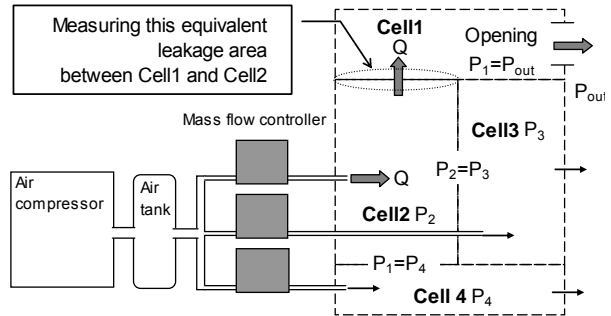 Measuring this equivalent
leakage area
between Cell1 and Cell2
Cell1
Q
Opening
P1=Pout
Pout
Mass flow controller
Cell3 P3
Air
compressor
Air
tank
Q
P2=P3
Cell2 P2
P1=P4
Cell 4 P4